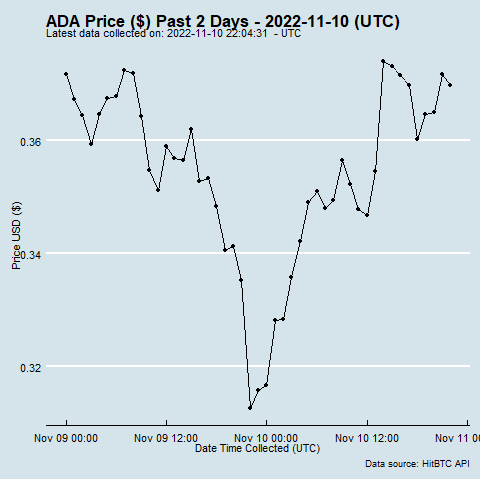 ADA Price ($) Past 2 Days - 2022-11-10 (UTC)
Latest data collected on: 2022-11-10 22:04:31 - UTC
Price USD ($)
0.36
0.34
0.32
Nov 09 00:00 Nov 09 12:00 Nov 10 00:00 Nov 10 12:00 Nov 11 0
Date Time Collected (UTC)
Data source: HitBTC API